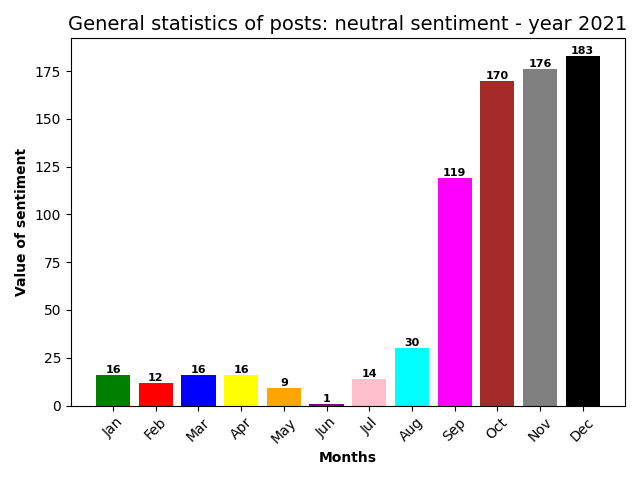 General statistics of posts: neutral sentiment - year 2021
Value of sentiment
175
150
125
100
75
50
25
0
16
12
16
16
9
1
14
30
119
170
176
183
Jan
Feb
Mar
Apr
May
Jun
Jul
Aug
Sep
Oct
Nov
Dec
Months